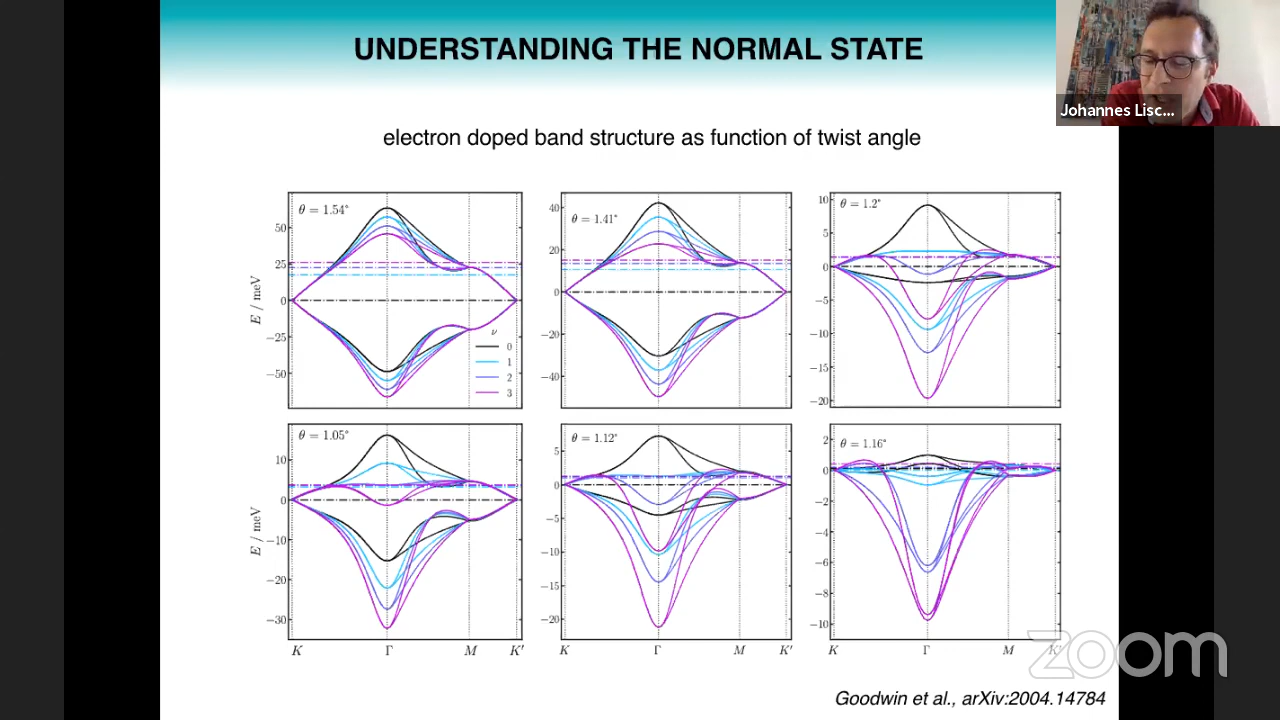 UNDERSTANDING THE NORMAL STATE
Johannes Lisc...
electron doped band structure as function of twist angle
θ = 1.54°
50
25
0
−25
−50
E / meV
ν
0
1
2
3
θ = 1.41°
40
20
0
−20
−40
θ = 1.2°
10
5
0
−5
−10
−15
−20
θ = 1.05°
10
0
−10
−20
−30
E / meV
K Γ M K′
θ = 1.12°
5
0
−5
−10
−15
−20
K Γ M K′
θ = 1.16°
2
0
−2
−4
−6
−8
−10
K Γ M K′
zoom
Goodwin et al., arXiv:2004.14784